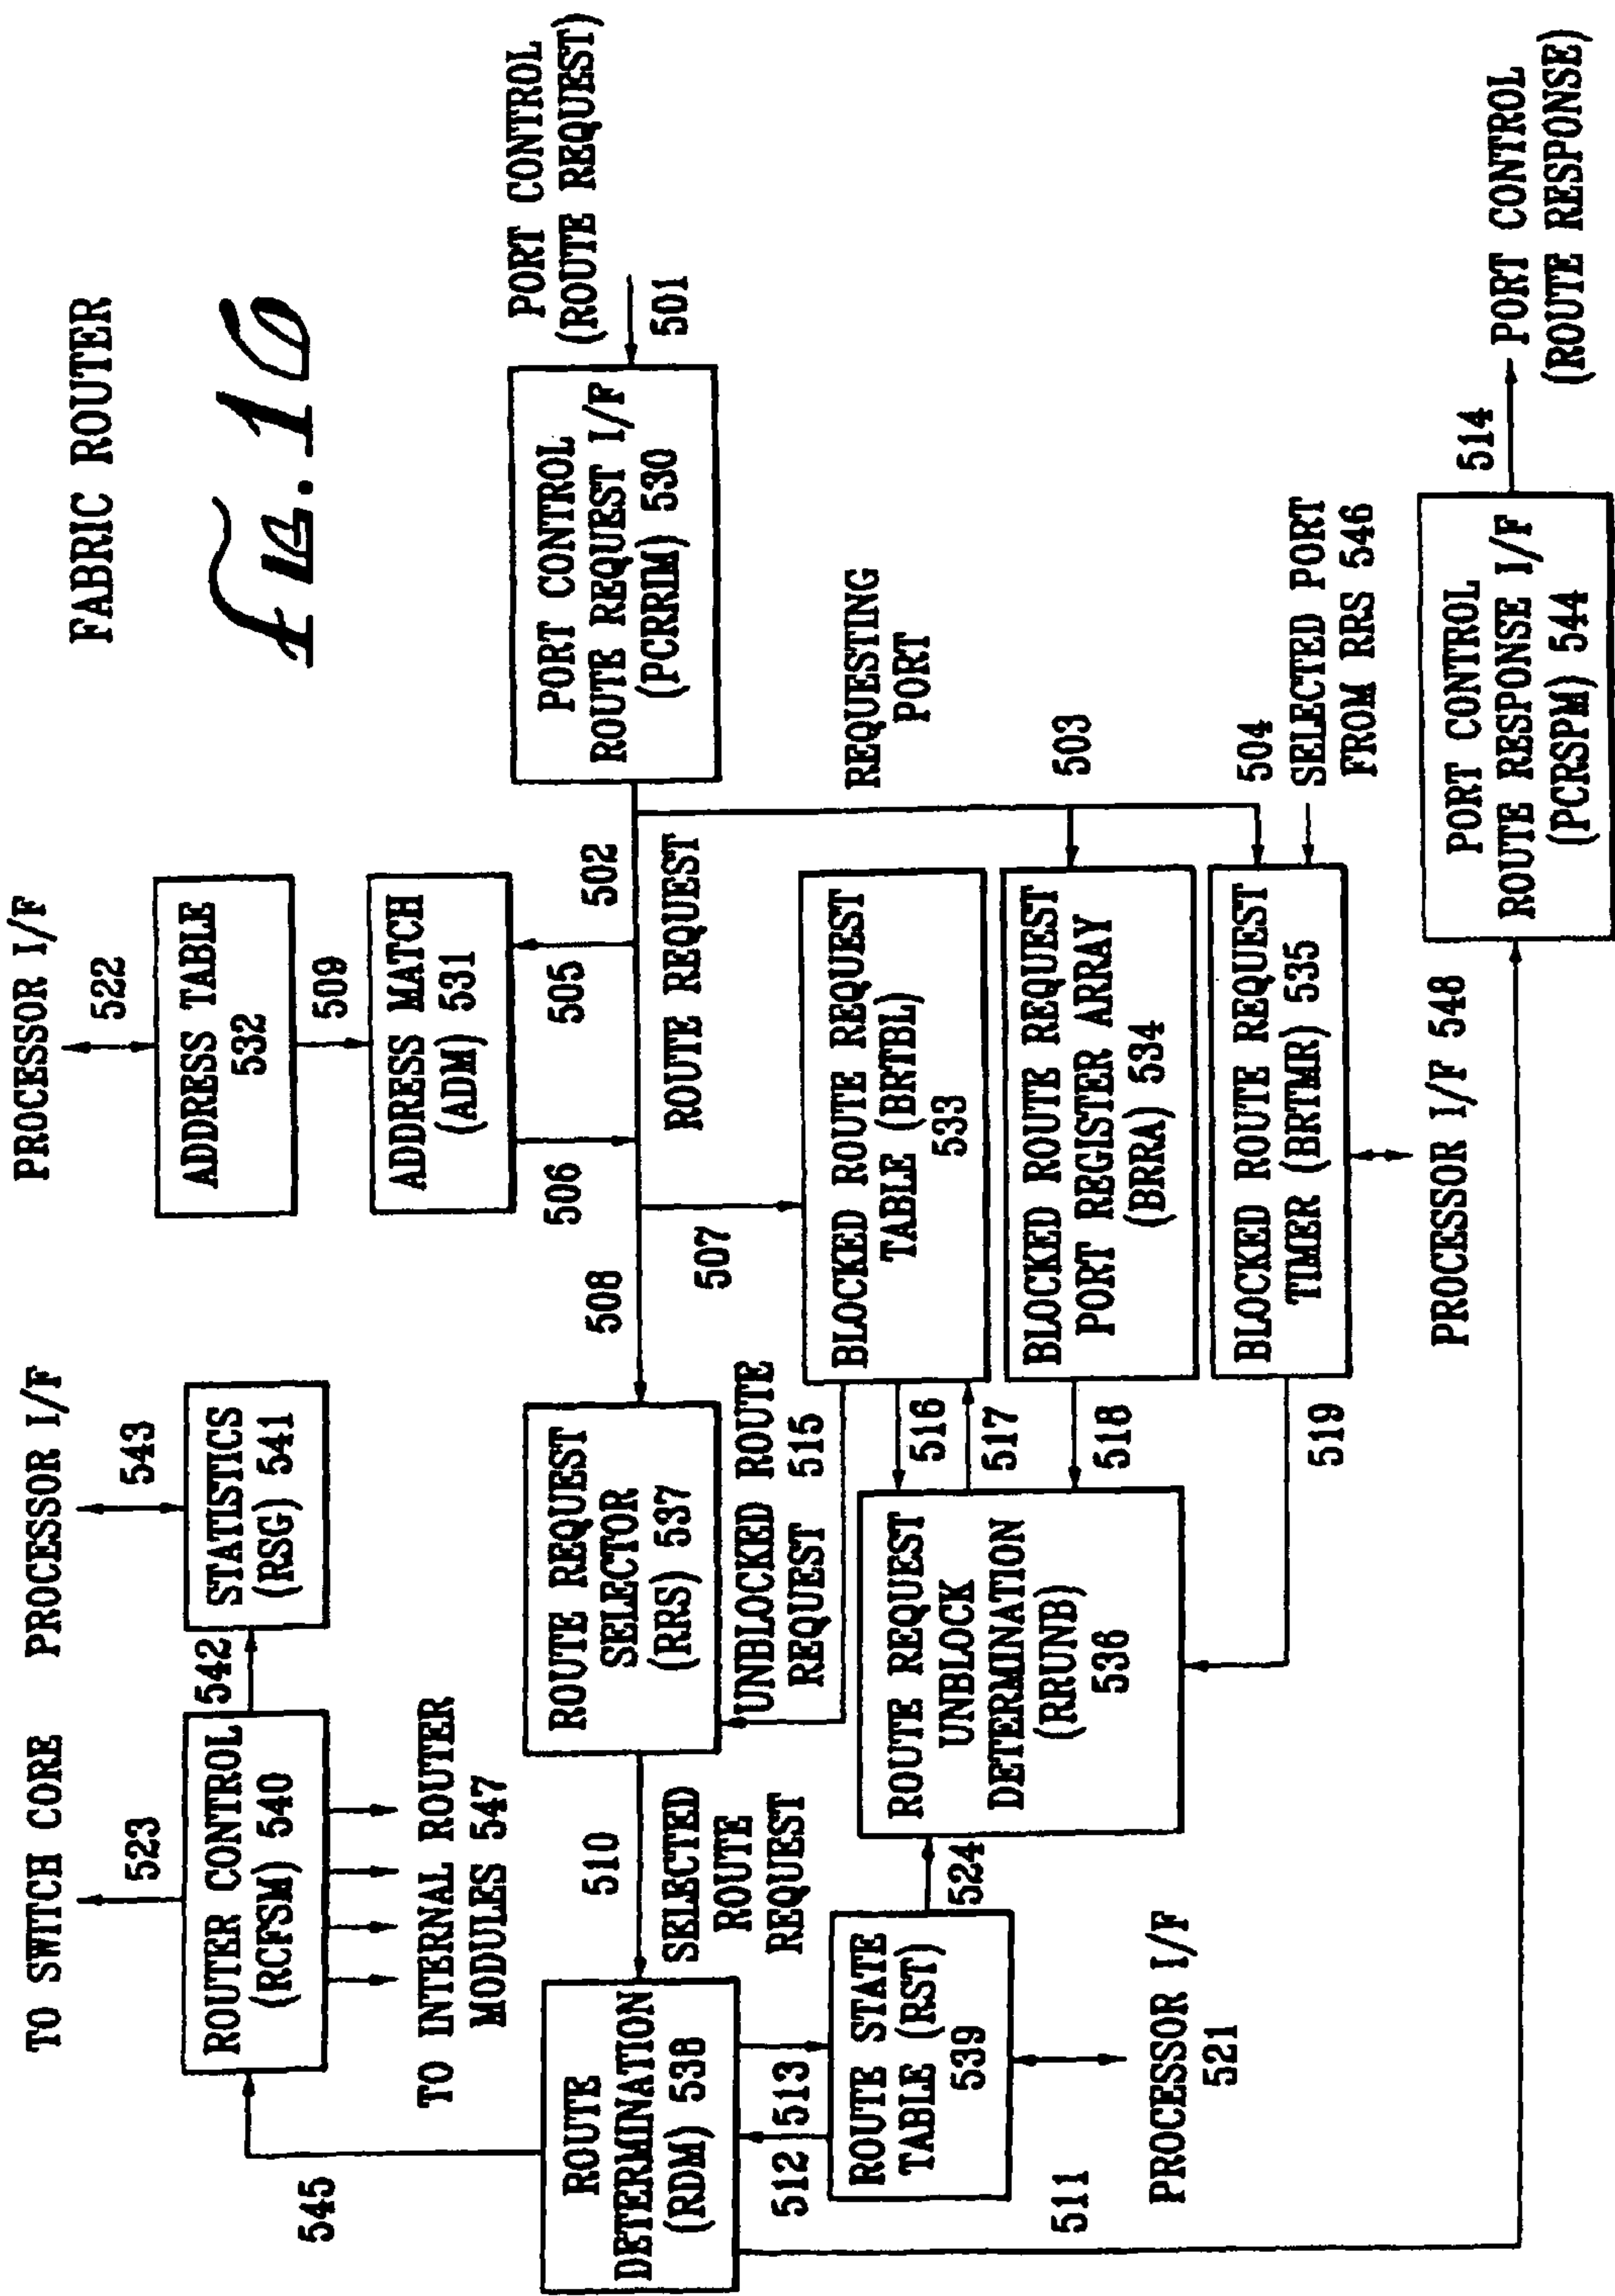 FABRIC ROUTER
FIG. 16
PORT CONTROL
(ROUTE REQUEST)
501
PORT CONTROL
ROUTE REQUEST I/F
(PCRRIM) 530
PROCESSOR I/F
522
ADDRESS TABLE
532
509
ADDRESS MATCH
(ADM) 531
505
506
502
ROUTE REQUEST
REQUESTING
PORT
503
504
SELECTED PORT
FROM RRS 546
507
508
BLOCKED ROUTE REQUEST
TABLE (BRTBL)
533
BLOCKED ROUTE REQUEST
PORT REGISTER ARRAY
(BRRA) 534
BLOCKED ROUTE REQUEST
TIMER (BRTMR) 535
PROCESSOR I/F 548
PORT CONTROL
ROUTE RESPONSE I/F
(PCRSPM) 544
514
PORT CONTROL
(ROUTE RESPONSE)
TO SWITCH CORE
523
ROUTER CONTROL
(RCFSM) 540
542
PROCESSOR I/F
543
STATISTICS
(RSG) 541
TO INTERNAL ROUTER
MODULES 547
545
ROUTE REQUEST
SELECTOR
(RRS) 537
UNBLOCKED ROUTE
REQUEST 515
516
517
518
519
ROUTE REQUEST
UNBLOCK
DETERMINATION
(RRUNB)
536
510
SELECTED
ROUTE
REQUEST
ROUTE
DETERMINATION
(RDM) 538
512
513
524
ROUTE STATE
TABLE (RST)
539
511
PROCESSOR I/F
521